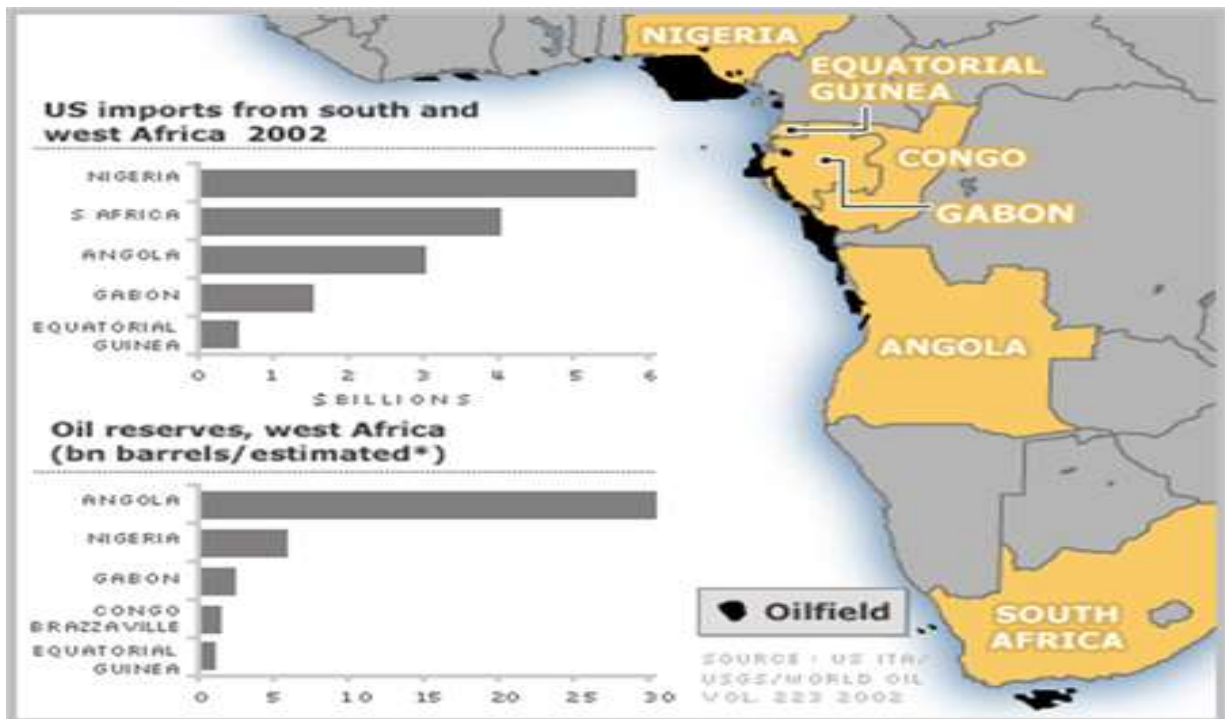 US imports from south and
west Africa 2002
NIGERIA
S AFRICA
ANGOLA
GABON
EQUATORIAL
GUINEA
0 1 2 3 4 5 6
$BILLIONS
Oil reserves, west Africa
(bn barrels/estimated*)
ANGOLA
NIGERIA
GABON
CONGO
BRAZZAVILLE
EQUATORIAL
GUINEA
0 5 10 15 20 25 30
NIGERIA
EQUATORIAL
GUINEA
CONGO
GABON
ANGOLA
SOUTH
AFRICA
Oilfield
SOURCE : US ITA/
USGS/WORLD OIL
VOL. 223 2002